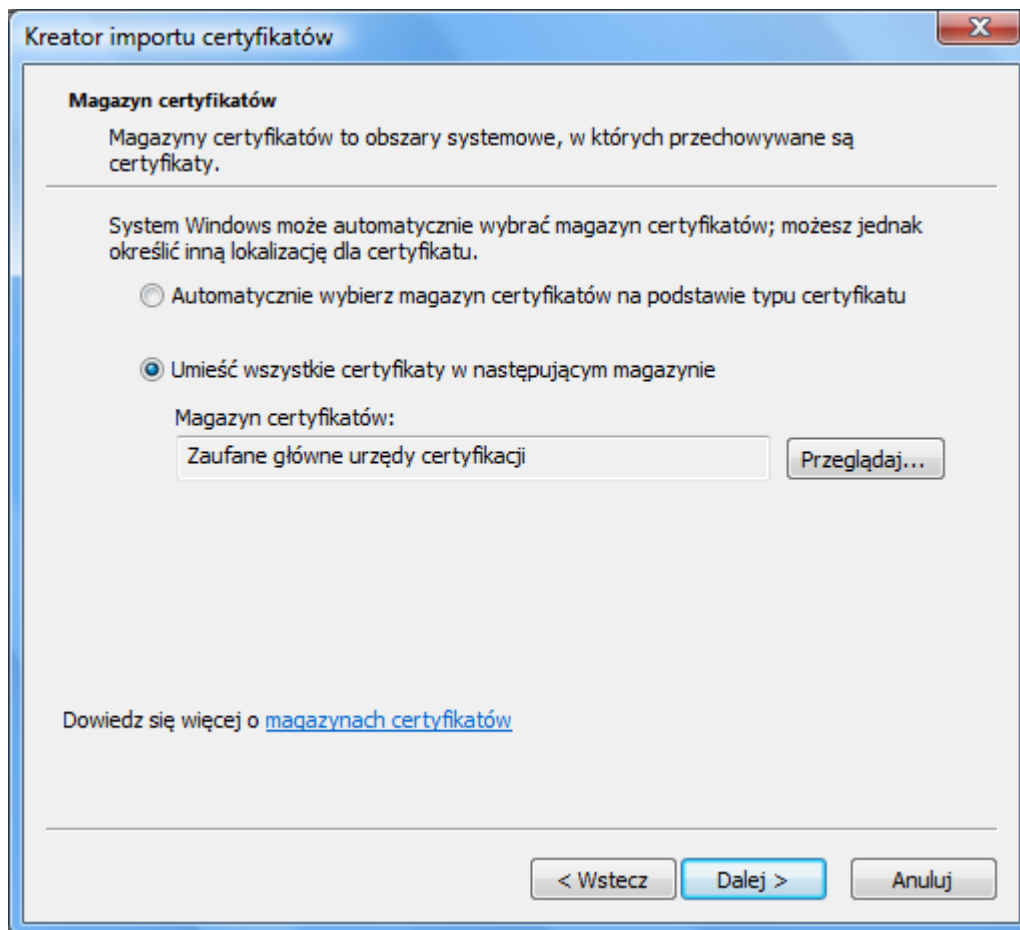 Kreator importu certyfikatów
Magazyn certyfikatów
Magazyny certyfikatów to obszary systemowe, w których przechowywane są
certyfikaty.
System Windows może automatycznie wybrać magazyn certyfikatów; możesz jednak
określić inną lokalizację dla certyfikatu.
Automatycznie wybierz magazyn certyfikatów na podstawie typu certyfikatu
Umieść wszystkie certyfikaty w następującym magazynie
Magazyn certyfikatów:
Zaufane główne urzędy certyfikacji
Przeglądaj...
Dowiedz się więcej o magazynach certyfikatów
< Wstecz
Dalej >
Anuluj